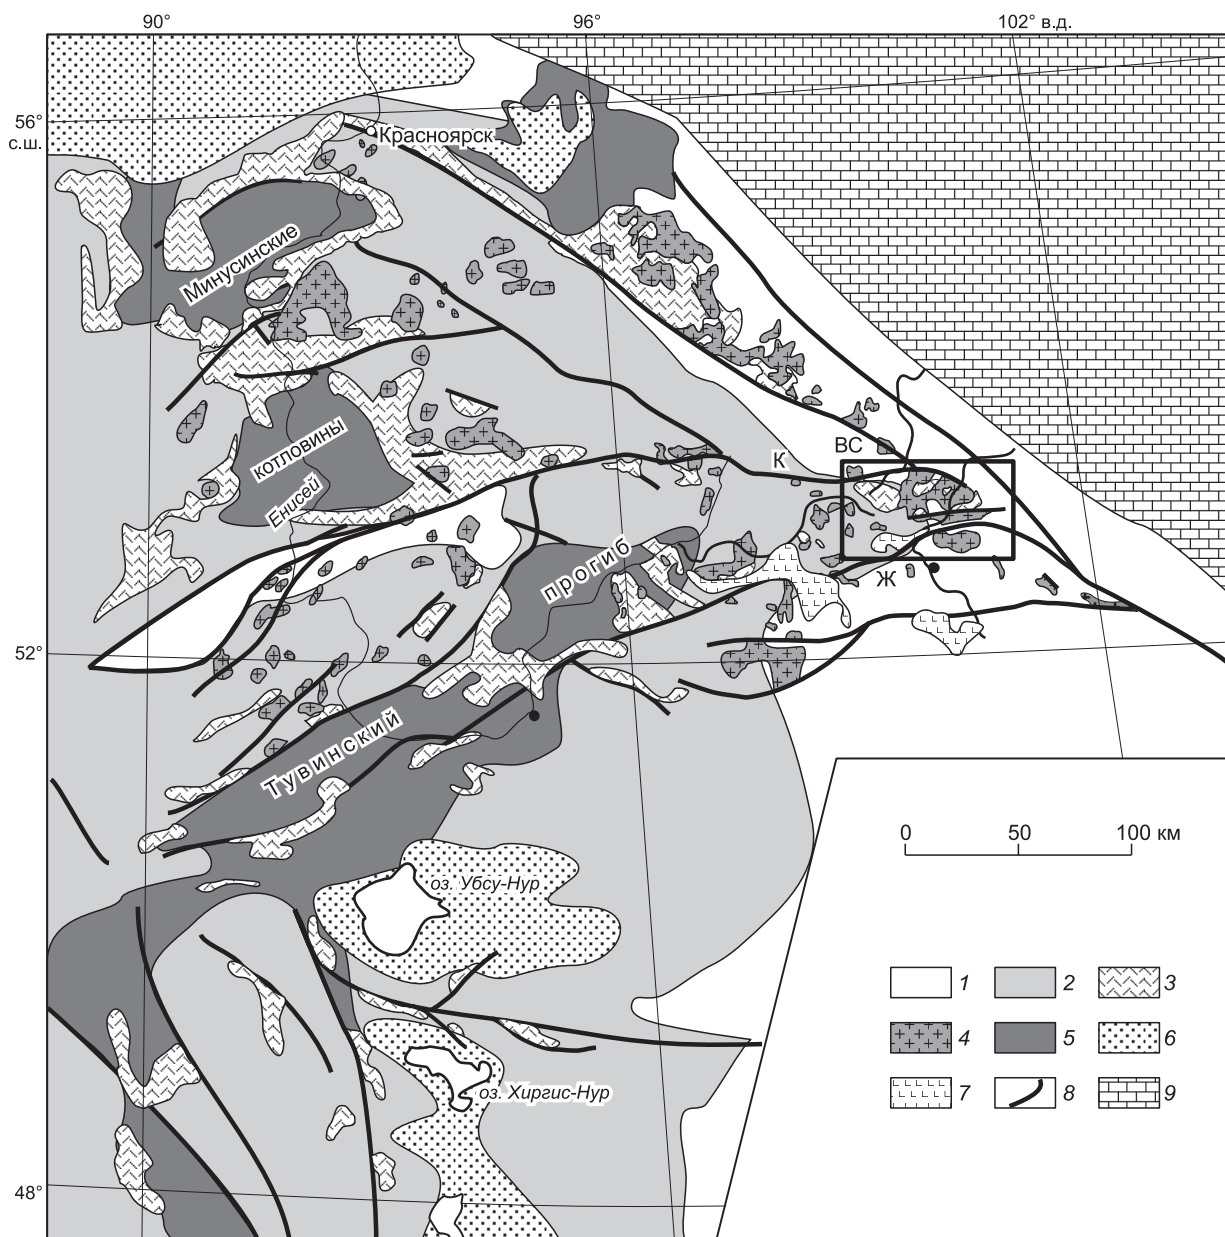 90°
96°
102° в.д.
56°
с.ш.
Красноярск
Минусинские
котловины
Енисей
ВС
К
прогиб
Ж
52°
Тувинский
0 50 100 км
оз. Убсу-Нур
1 2 3
4 5 6
7 8 9
оз. Хиргис-Нур
48°